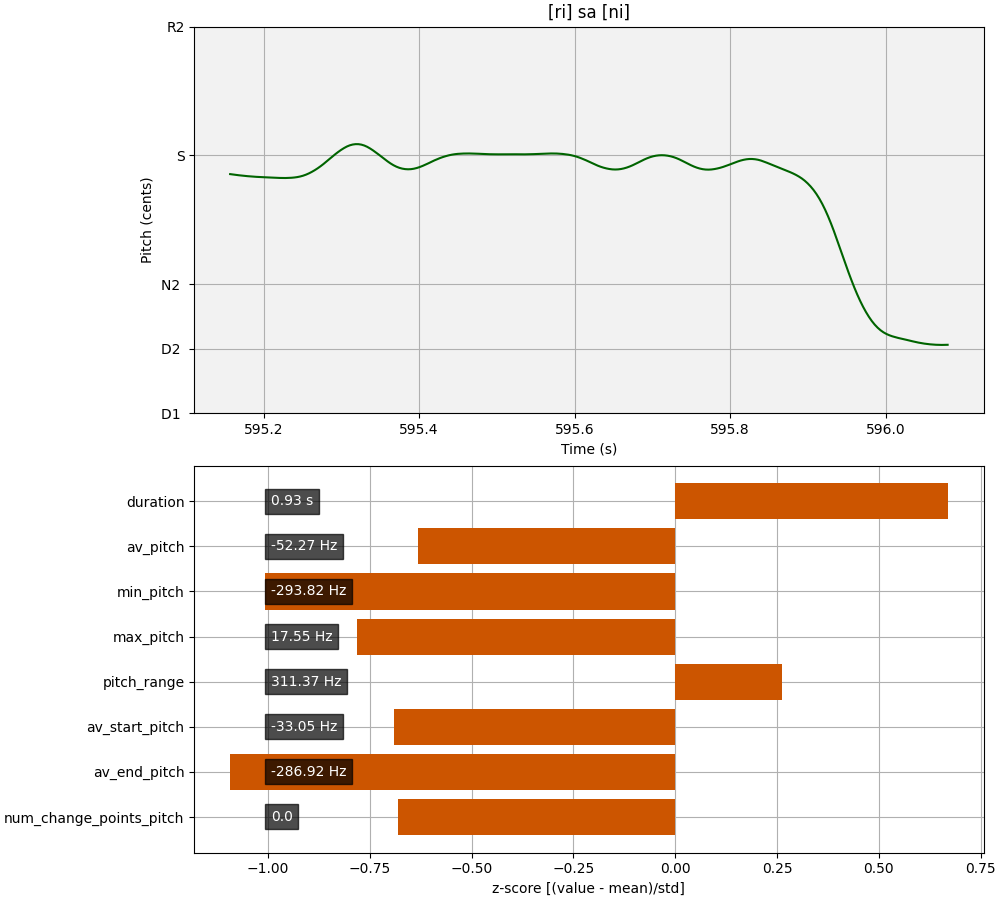 [ri] sa [ni]
R2
S
N2
D2
D1
Pitch (cents)
595.2 595.4 595.6 595.8 596.0
Time (s)
duration 0.93 s
av_pitch -52.27 Hz
min_pitch -293.82 Hz
max_pitch 17.55 Hz
pitch_range 311.37 Hz
av_start_pitch -33.05 Hz
av_end_pitch -286.92 Hz
num_change_points_pitch 0.0
−1.00 −0.75 −0.50 −0.25 0.00 0.25 0.50 0.75
z-score [(value - mean)/std]